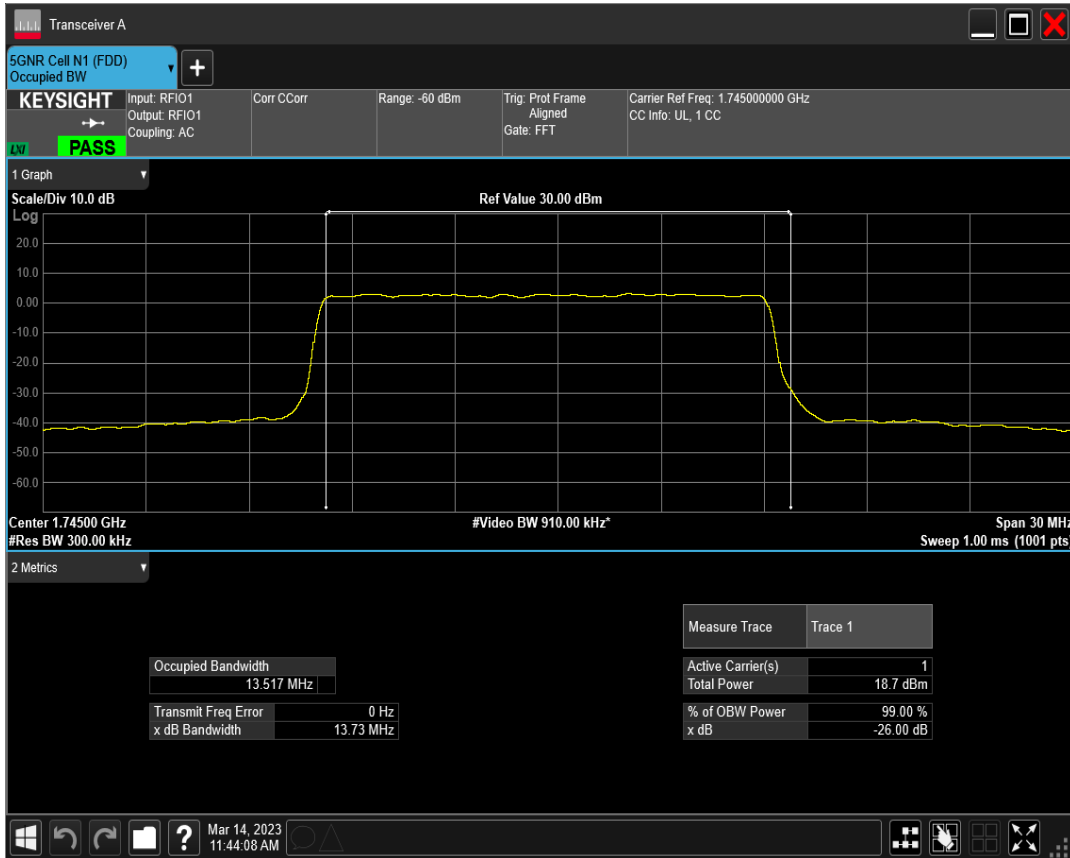 Transceiver A
5GNR Cell N1 (FDD)
Occupied BW
+
KEYSIGHT
LXI
PASS
Input: RFIO1
Output: RFIO1
Coupling: AC
Corr CCorr
Range: -60 dBm
Trig: Prot Frame
Aligned
Gate: FFT
Carrier Ref Freq: 1.745000000 GHz
CC Info: UL, 1 CC
1 Graph
Scale/Div 10.0 dB
Ref Value 30.00 dBm
Log
20.0
10.0
0.00
-10.0
-20.0
-30.0
-40.0
-50.0
-60.0
Center 1.74500 GHz
#Video BW 910.00 kHz*
Span 30 MHz
#Res BW 300.00 kHz
Sweep 1.00 ms (1001 pts)
2 Metrics
Measure Trace
Trace 1
Occupied Bandwidth
13.517 MHz
Transmit Freq Error 0 Hz
x dB Bandwidth 13.73 MHz
Active Carrier(s) 1
Total Power 18.7 dBm
% of OBW Power 99.00 %
x dB -26.00 dB
?
Mar 14, 2023
11:44:08 AM